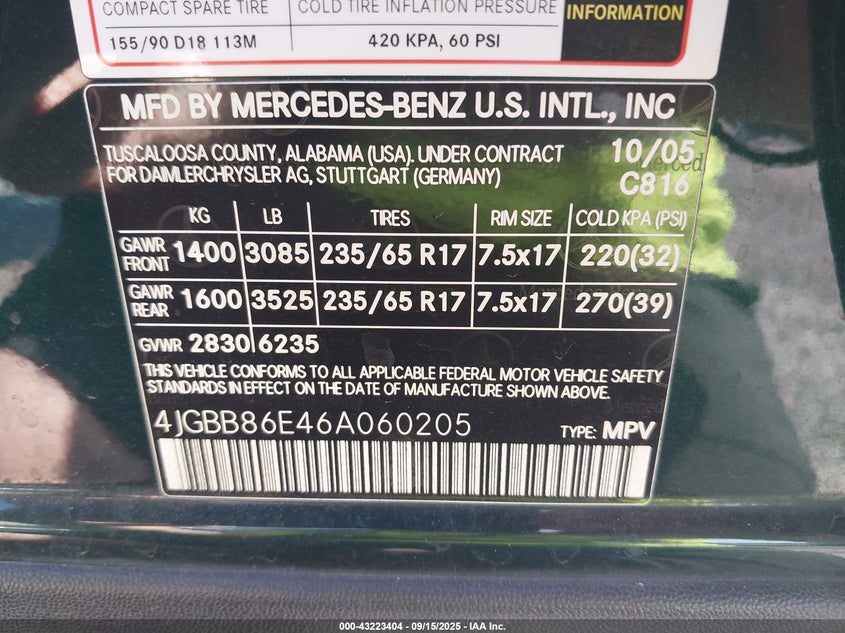 COMPACT SPARE TIRE COLD TIRE INFLATION PRESSURE
INFORMATION
155/90 D18 113M 420 KPA, 60 PSI
MFD BY MERCEDES-BENZ U.S. INTL., INC
TUSCALOOSA COUNTY, ALABAMA (USA). UNDER CONTRACT 10/05
FOR DAIMLERCHRYSLER AG, STUTTGART (GERMANY) C816
KG LB TIRES RIM SIZE COLD KPA (PSI)
GAWR FRONT 1400 3085 235/65 R17 7.5x17 220(32)
GAWR REAR 1600 3525 235/65 R17 7.5x17 270(39)
GVWR 2830 6235
THIS VEHICLE CONFORMS TO ALL APPLICABLE FEDERAL MOTOR VEHICLE SAFETY
STANDARDS IN EFFECT ON THE DATE OF MANUFACTURE SHOWN ABOVE.
4JGBB86E46A060205 TYPE: MPV
000-43223404 - 09/15/2025 - IAA Inc.